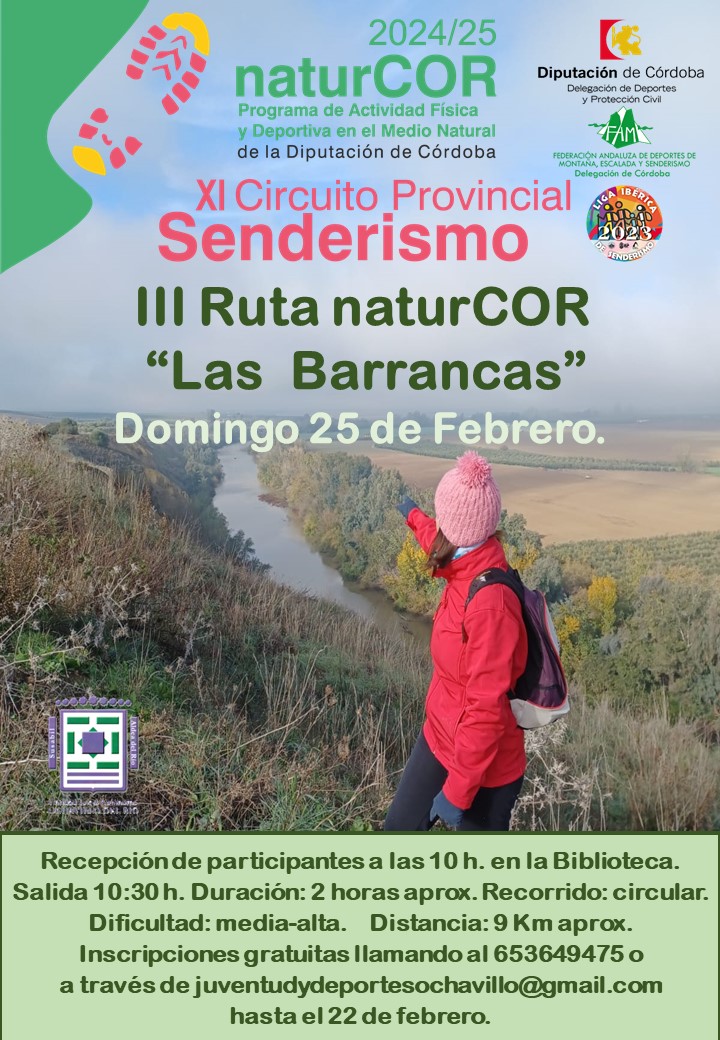 2024/25
naturCOR
Programa de Actividad Física
y Deportiva en el Medio Natural
de la Diputación de Córdoba
Diputación de Córdoba
Delegación de Deportes
y Protección Civil
FAM
FEDERACIÓN ANDALUZA DE DEPORTES DE
MONTAÑA, ESCALADA Y SENDERISMO
Delegación de Córdoba
XI Circuito Provincial
Senderismo
LIGA IBÉRICA
2023
DE SENDERISMO
III Ruta naturCOR
“Las Barrancas”
Domingo 25 de Febrero.
Recepción de participantes a las 10 h. en la Biblioteca.
Salida 10:30 h. Duración: 2 horas aprox. Recorrido: circular.
Dificultad: media-alta. Distancia: 9 Km aprox.
Inscripciones gratuitas llamando al 653649475 o
a través de juventudydeportesochavillo@gmail.com
hasta el 22 de febrero.